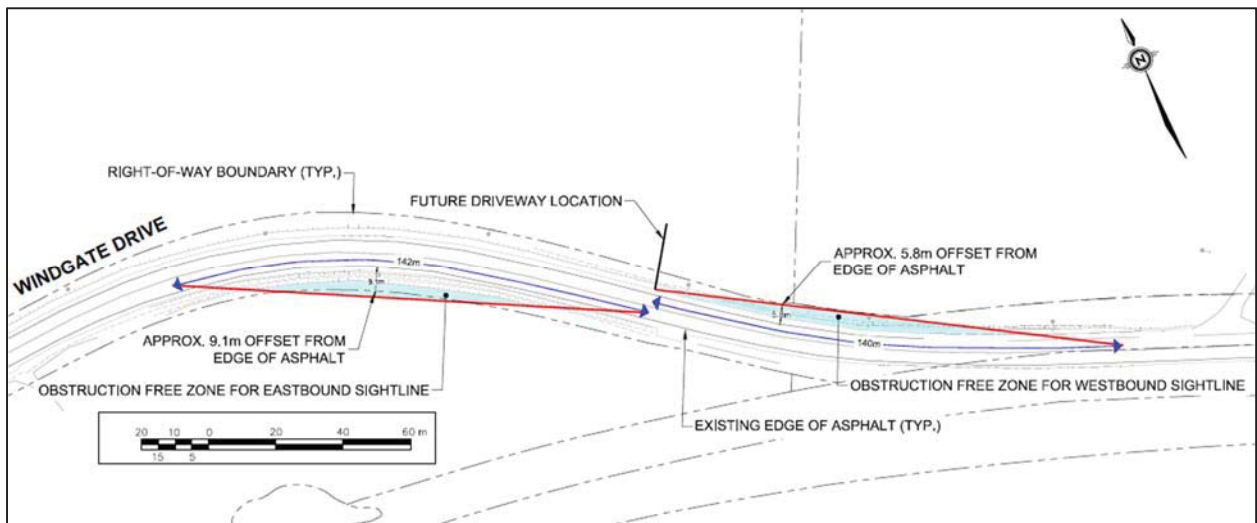 N
RIGHT-OF-WAY BOUNDARY (TYP.)
FUTURE DRIVEWAY LOCATION
WINDGATE DRIVE
APPROX. 5.8m OFFSET FROM
EDGE OF ASPHALT
142m
9.1m
140m
APPROX. 9.1m OFFSET FROM
EDGE OF ASPHALT
OBSTRUCTION FREE ZONE FOR EASTBOUND SIGHTLINE
OBSTRUCTION FREE ZONE FOR WESTBOUND SIGHTLINE
EXISTING EDGE OF ASPHALT (TYP.)
20 10 0 20 40 60 m
15 5